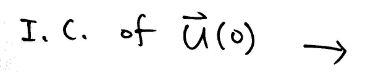 I.C. of \vec{u}(0) →